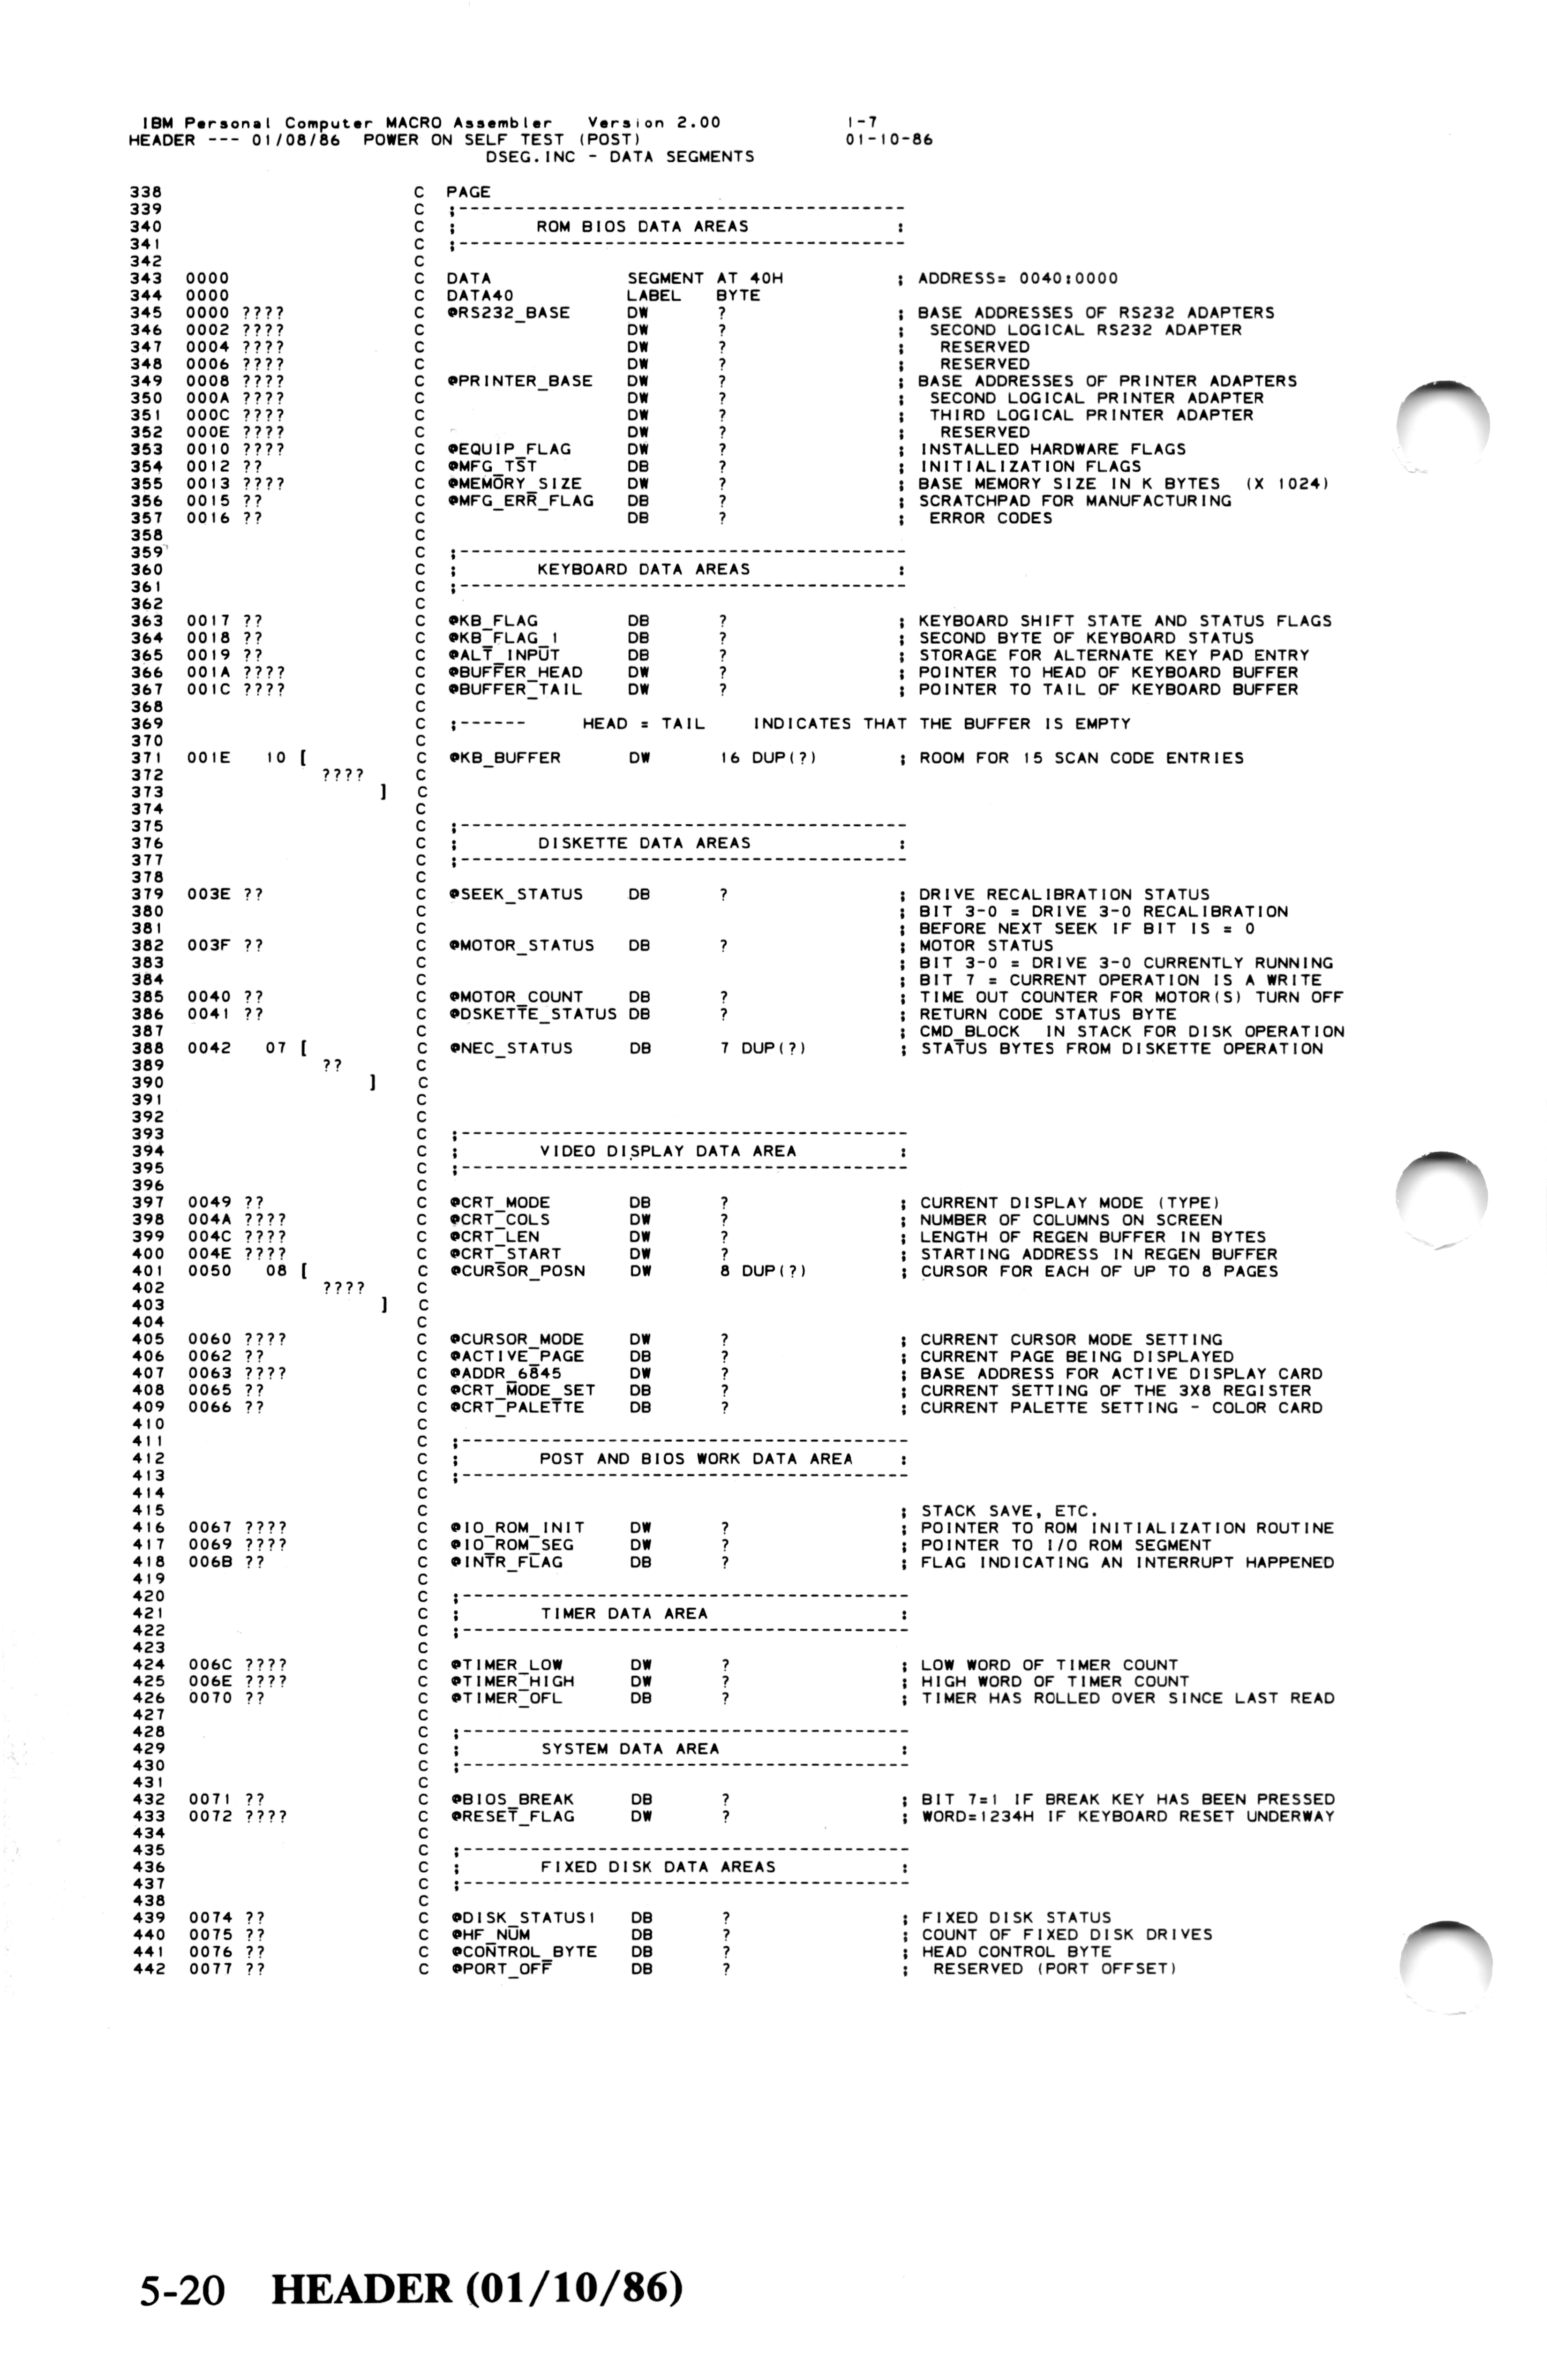 IBM Personal Computer MACRO Assembler   Version 2.00           1-7
HEADER --- 01/08/86  POWER ON SELF TEST (POST)                 01-10-86
DSEG.INC - DATA SEGMENTS
338 C PAGE
339 C ;----------------------------------------
340 C ; ROM BIOS DATA AREAS :
341 C ;----------------------------------------
342 C
343 0000 C DATA SEGMENT AT 40H ; ADDRESS= 0040:0000
344 0000 C DATA40 LABEL BYTE
345 0000 ???? C @RS232_BASE DW ? ; BASE ADDRESSES OF RS232 ADAPTERS
346 0002 ???? C DW ? ; SECOND LOGICAL RS232 ADAPTER
347 0004 ???? C DW ? ; RESERVED
348 0006 ???? C DW ? ; RESERVED
349 0008 ???? C @PRINTER_BASE DW ? ; BASE ADDRESSES OF PRINTER ADAPTERS
350 000A ???? C DW ? ; SECOND LOGICAL PRINTER ADAPTER
351 000C ???? C DW ? ; THIRD LOGICAL PRINTER ADAPTER
352 000E ???? C DW ? ; RESERVED
353 0010 ???? C @EQUIP_FLAG DW ? ; INSTALLED HARDWARE FLAGS
354 0012 ?? C @MFG_TST DB ? ; INITIALIZATION FLAGS
355 0013 ???? C @MEMORY_SIZE DW ? ; BASE MEMORY SIZE IN K BYTES (X 1024)
356 0015 ?? C @MFG_ERR_FLAG DB ? ; SCRATCHPAD FOR MANUFACTURING
357 0016 ?? C DB ? ; ERROR CODES
358 C
359 C ;----------------------------------------
360 C ; KEYBOARD DATA AREAS :
361 C ;----------------------------------------
362 C
363 0017 ?? C @KB_FLAG DB ? ; KEYBOARD SHIFT STATE AND STATUS FLAGS
364 0018 ?? C @KB_FLAG_1 DB ? ; SECOND BYTE OF KEYBOARD STATUS
365 0019 ?? C @ALT_INPUT DB ? ; STORAGE FOR ALTERNATE KEY PAD ENTRY
366 001A ???? C @BUFFER_HEAD DW ? ; POINTER TO HEAD OF KEYBOARD BUFFER
367 001C ???? C @BUFFER_TAIL DW ? ; POINTER TO TAIL OF KEYBOARD BUFFER
368 C
369 C ;------ HEAD = TAIL INDICATES THAT THE BUFFER IS EMPTY
370 C
371 001E 10 [ C @KB_BUFFER DW 16 DUP(?) ; ROOM FOR 15 SCAN CODE ENTRIES
372 ???? C
373 ] C
374 C
375 C ;----------------------------------------
376 C ; DISKETTE DATA AREAS :
377 C ;----------------------------------------
378 C
379 003E ?? C @SEEK_STATUS DB ? ; DRIVE RECALIBRATION STATUS
380 C ; BIT 3-0 = DRIVE 3-0 RECALIBRATION
381 C ; BEFORE NEXT SEEK IF BIT IS = 0
382 003F ?? C @MOTOR_STATUS DB ? ; MOTOR STATUS
383 C ; BIT 3-0 = DRIVE 3-0 CURRENTLY RUNNING
384 C ; BIT 7 = CURRENT OPERATION IS A WRITE
385 0040 ?? C @MOTOR_COUNT DB ? ; TIME OUT COUNTER FOR MOTOR(S) TURN OFF
386 0041 ?? C @DSKETTE_STATUS DB ? ; RETURN CODE STATUS BYTE
387 C ; CMD_BLOCK IN STACK FOR DISK OPERATION
388 0042 07 [ C @NEC_STATUS DB 7 DUP(?) ; STATUS BYTES FROM DISKETTE OPERATION
389 ?? C
390 ] C
391 C
392 C
393 C ;----------------------------------------
394 C ; VIDEO DISPLAY DATA AREA :
395 C ;----------------------------------------
396 C
397 0049 ?? C @CRT_MODE DB ? ; CURRENT DISPLAY MODE (TYPE)
398 004A ???? C @CRT_COLS DW ? ; NUMBER OF COLUMNS ON SCREEN
399 004C ???? C @CRT_LEN DW ? ; LENGTH OF REGEN BUFFER IN BYTES
400 004E ???? C @CRT_START DW ? ; STARTING ADDRESS IN REGEN BUFFER
401 0050 08 [ C @CURSOR_POSN DW 8 DUP(?) ; CURSOR FOR EACH OF UP TO 8 PAGES
402 ???? C
403 ] C
404 C
405 0060 ???? C @CURSOR_MODE DW ? ; CURRENT CURSOR MODE SETTING
406 0062 ?? C @ACTIVE_PAGE DB ? ; CURRENT PAGE BEING DISPLAYED
407 0063 ???? C @ADDR_6845 DW ? ; BASE ADDRESS FOR ACTIVE DISPLAY CARD
408 0065 ?? C @CRT_MODE_SET DB ? ; CURRENT SETTING OF THE 3X8 REGISTER
409 0066 ?? C @CRT_PALETTE DB ? ; CURRENT PALETTE SETTING - COLOR CARD
410 C
411 C ;----------------------------------------
412 C ; POST AND BIOS WORK DATA AREA :
413 C ;----------------------------------------
414 C
415 C ; STACK SAVE, ETC.
416 0067 ???? C @IO_ROM_INIT DW ? ; POINTER TO ROM INITIALIZATION ROUTINE
417 0069 ???? C @IO_ROM_SEG DW ? ; POINTER TO I/O ROM SEGMENT
418 006B ?? C @INTR_FLAG DB ? ; FLAG INDICATING AN INTERRUPT HAPPENED
419 C
420 C ;----------------------------------------
421 C ; TIMER DATA AREA :
422 C ;----------------------------------------
423 C
424 006C ???? C @TIMER_LOW DW ? ; LOW WORD OF TIMER COUNT
425 006E ???? C @TIMER_HIGH DW ? ; HIGH WORD OF TIMER COUNT
426 0070 ?? C @TIMER_OFL DB ? ; TIMER HAS ROLLED OVER SINCE LAST READ
427 C
428 C ;----------------------------------------
429 C ; SYSTEM DATA AREA :
430 C ;----------------------------------------
431 C
432 0071 ?? C @BIOS_BREAK DB ? ; BIT 7=1 IF BREAK KEY HAS BEEN PRESSED
433 0072 ???? C @RESET_FLAG DW ? ; WORD=1234H IF KEYBOARD RESET UNDERWAY
434 C
435 C ;----------------------------------------
436 C ; FIXED DISK DATA AREAS :
437 C ;----------------------------------------
438 C
439 0074 ?? C @DISK_STATUS1 DB ? ; FIXED DISK STATUS
440 0075 ?? C @HF_NUM DB ? ; COUNT OF FIXED DISK DRIVES
441 0076 ?? C @CONTROL_BYTE DB ? ; HEAD CONTROL BYTE
442 0077 ?? C @PORT_OFF DB ? ; RESERVED (PORT OFFSET)
5-20 HEADER (01/10/86)